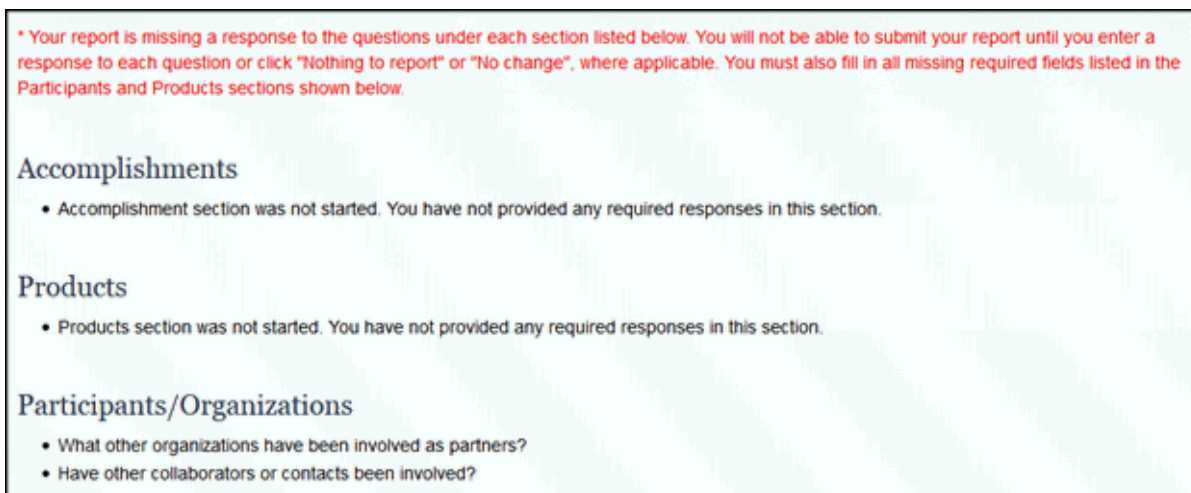 * Your report is missing a response to the questions under each section listed below. You will not be able to submit your report until you enter a
response to each question or click "Nothing to report" or "No change", where applicable. You must also fill in all missing required fields listed in the
Participants and Products sections shown below.
Accomplishments
• Accomplishment section was not started. You have not provided any required responses in this section.
Products
• Products section was not started. You have not provided any required responses in this section.
Participants/Organizations
• What other organizations have been involved as partners?
• Have other collaborators or contacts been involved?